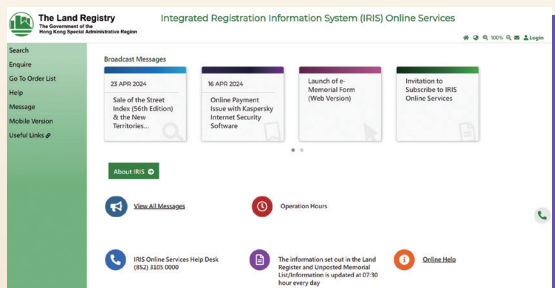 The Land Registry
The Government of the
Hong Kong Special Administrative Region
Integrated Registration Information System (IRIS) Online Services
100%
Login
Search
Enquire
Go To Order List
Help
Message
Mobile Version
Useful Links
Broadcast Messages
23 APR 2024
Sale of the Street
Index (56th Edition)
& the New
Territories...
16 APR 2024
Online Payment
Issue with Kaspersky
Internet Security
Software
Launch of e-
Memorial Form
(Web Version)
Invitation to
Subscribe to IRIS
Online Services
About IRIS
View All Messages
Operation Hours
IRIS Online Services Help Desk
(852) 3105 0000
The information set out in the Land
Register and Unposted Memorial
List/Information is updated at 07:30
hour every day
Online Help